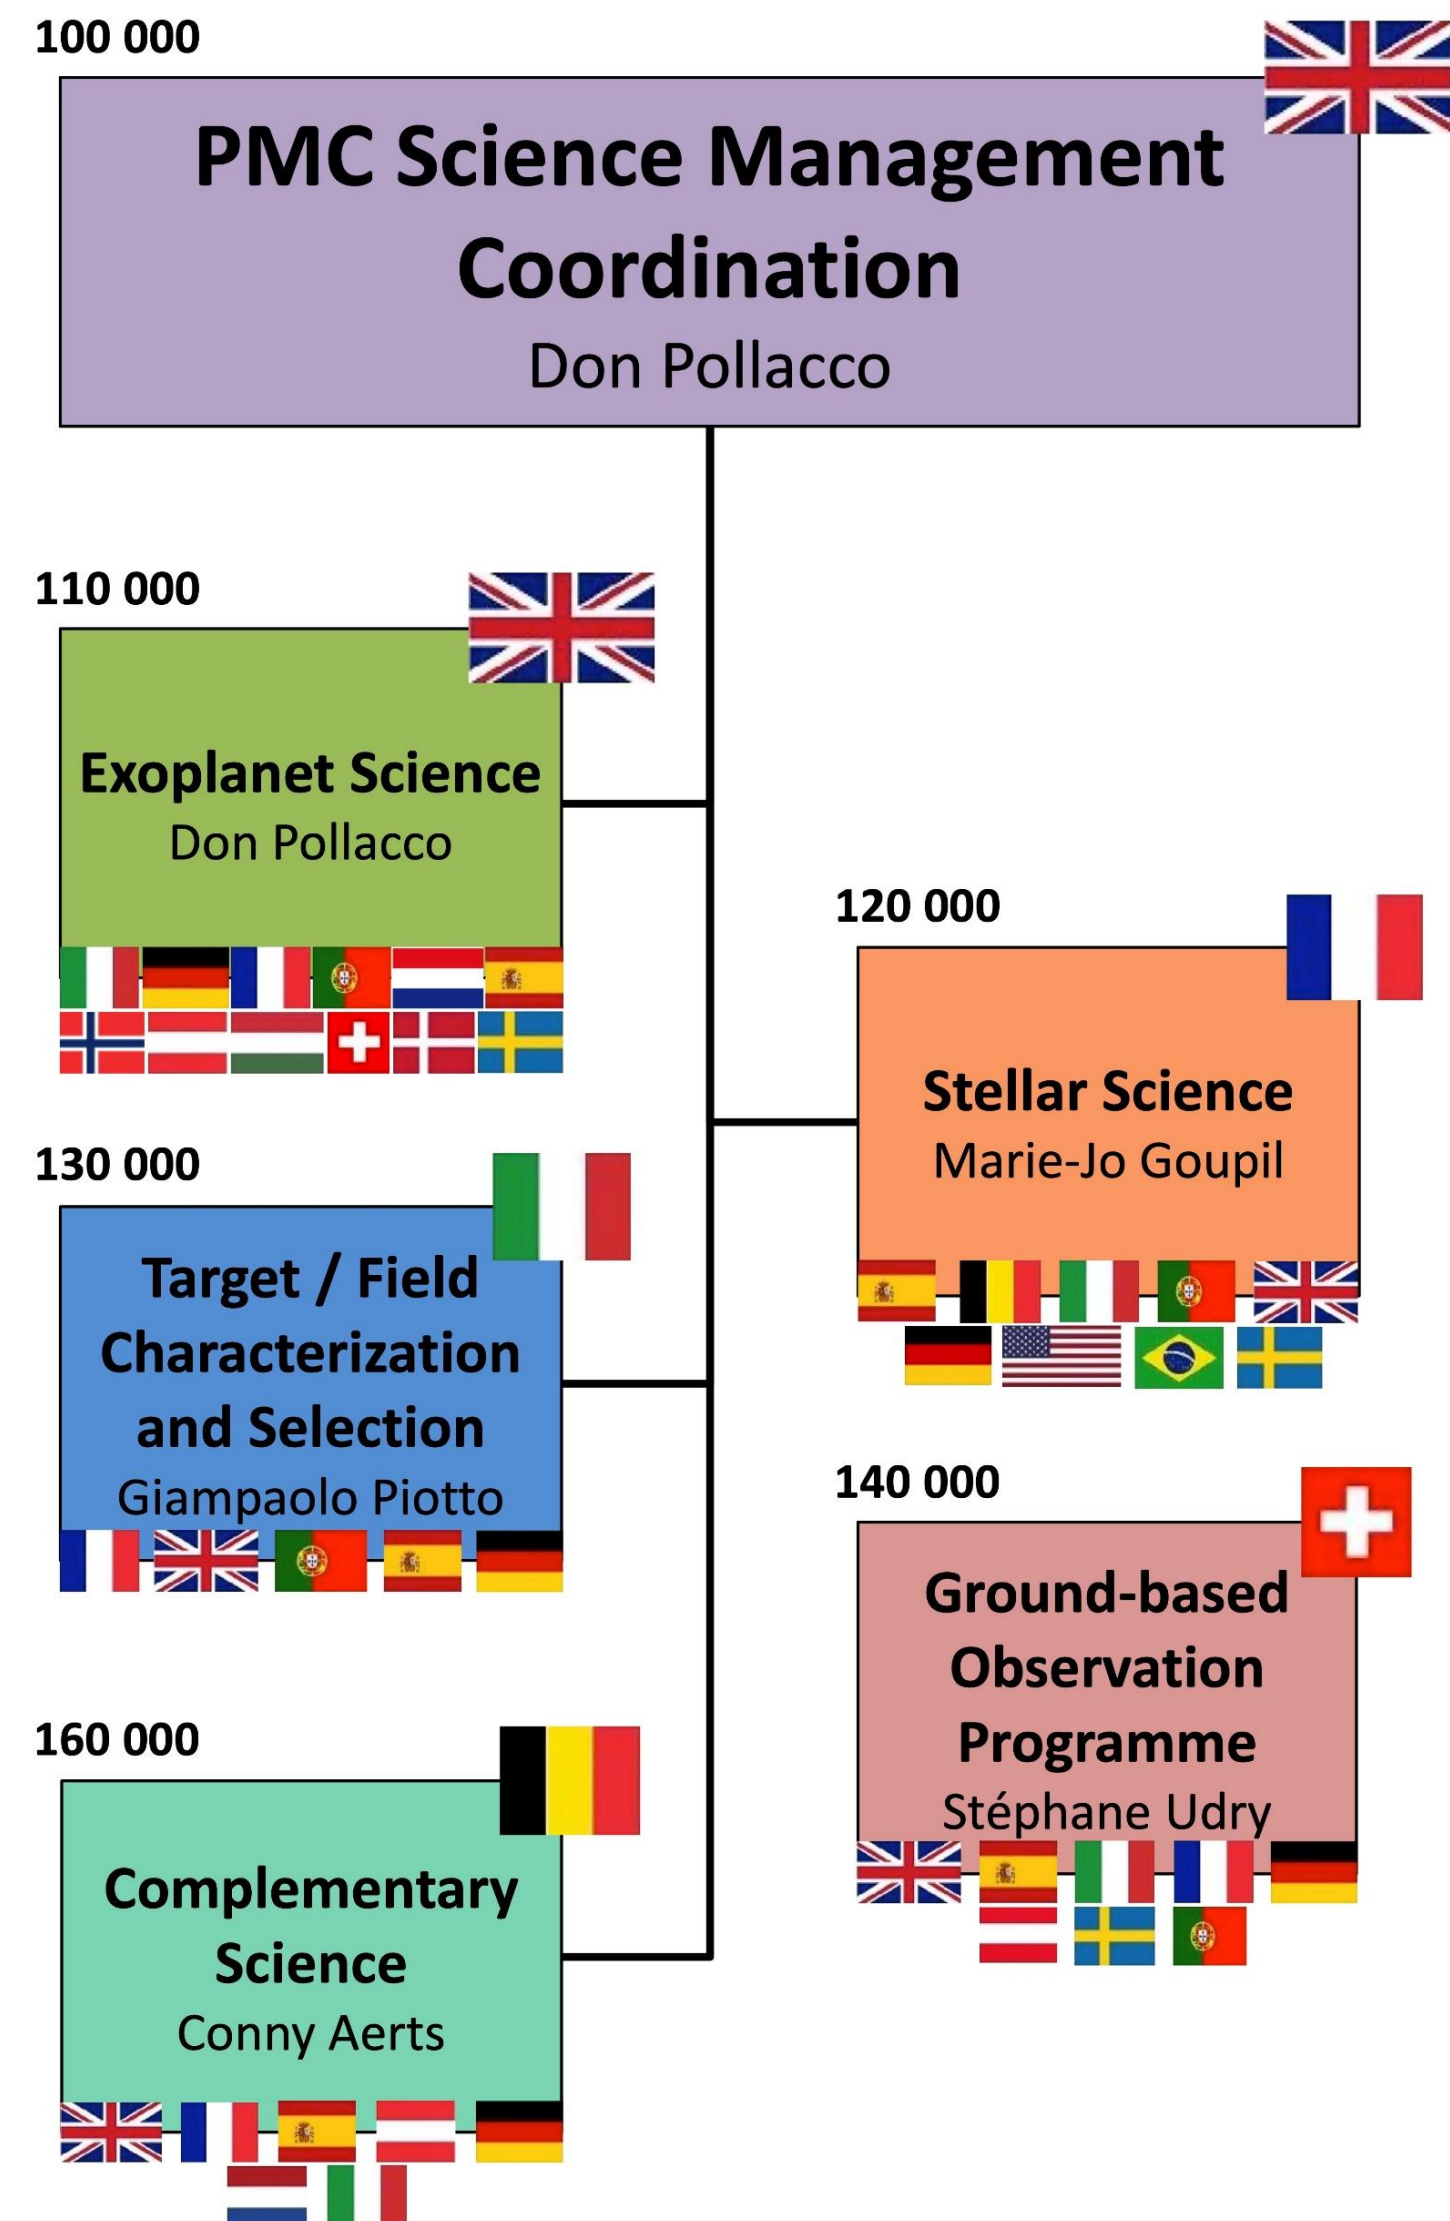 100 000
PMC Science Management
Coordination
Don Pollacco
110 000
Exoplanet Science
Don Pollacco
120 000
Stellar Science
Marie-Jo Goupil
130 000
Target / Field
Characterization
and Selection
Giampaolo Piotto
140 000
Ground-based
Observation
Programme
Stéphane Udry
160 000
Complementary
Science
Conny Aerts